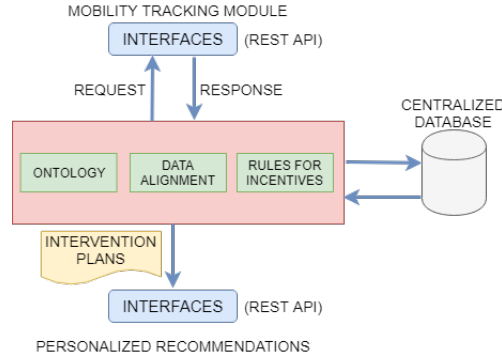 MOBILITY TRACKING MODULE
INTERFACES (REST API)
REQUEST RESPONSE
CENTRALIZED
DATABASE
ONTOLOGY
DATA
ALIGNMENT
RULES FOR
INCENTIVES
INTERVENTION
PLANS
INTERFACES (REST API)
PERSONALIZED RECOMMENDATIONS